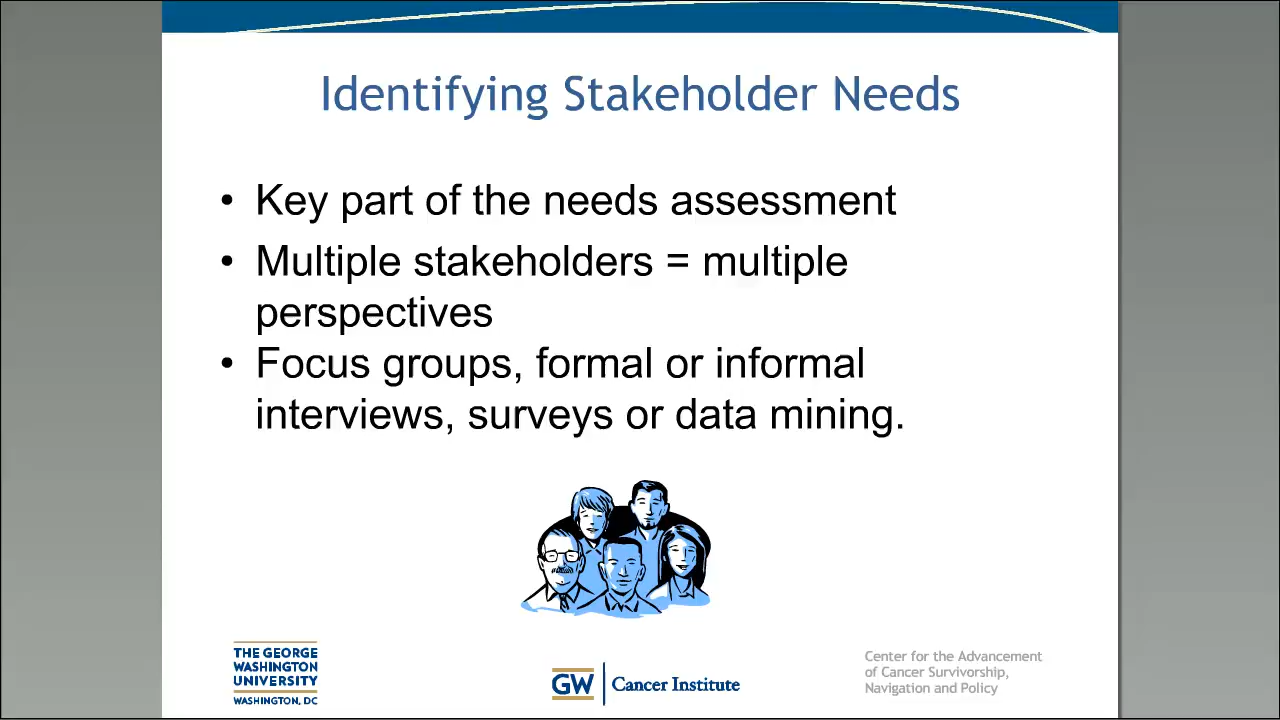 Identifying Stakeholder Needs
• Key part of the needs assessment
• Multiple stakeholders = multiple
perspectives
• Focus groups, formal or informal
interviews, surveys or data mining.
THE GEORGE
WASHINGTON
UNIVERSITY
WASHINGTON, DC
GW Cancer Institute
Center for the Advancement
of Cancer Survivorship,
Navigation and Policy